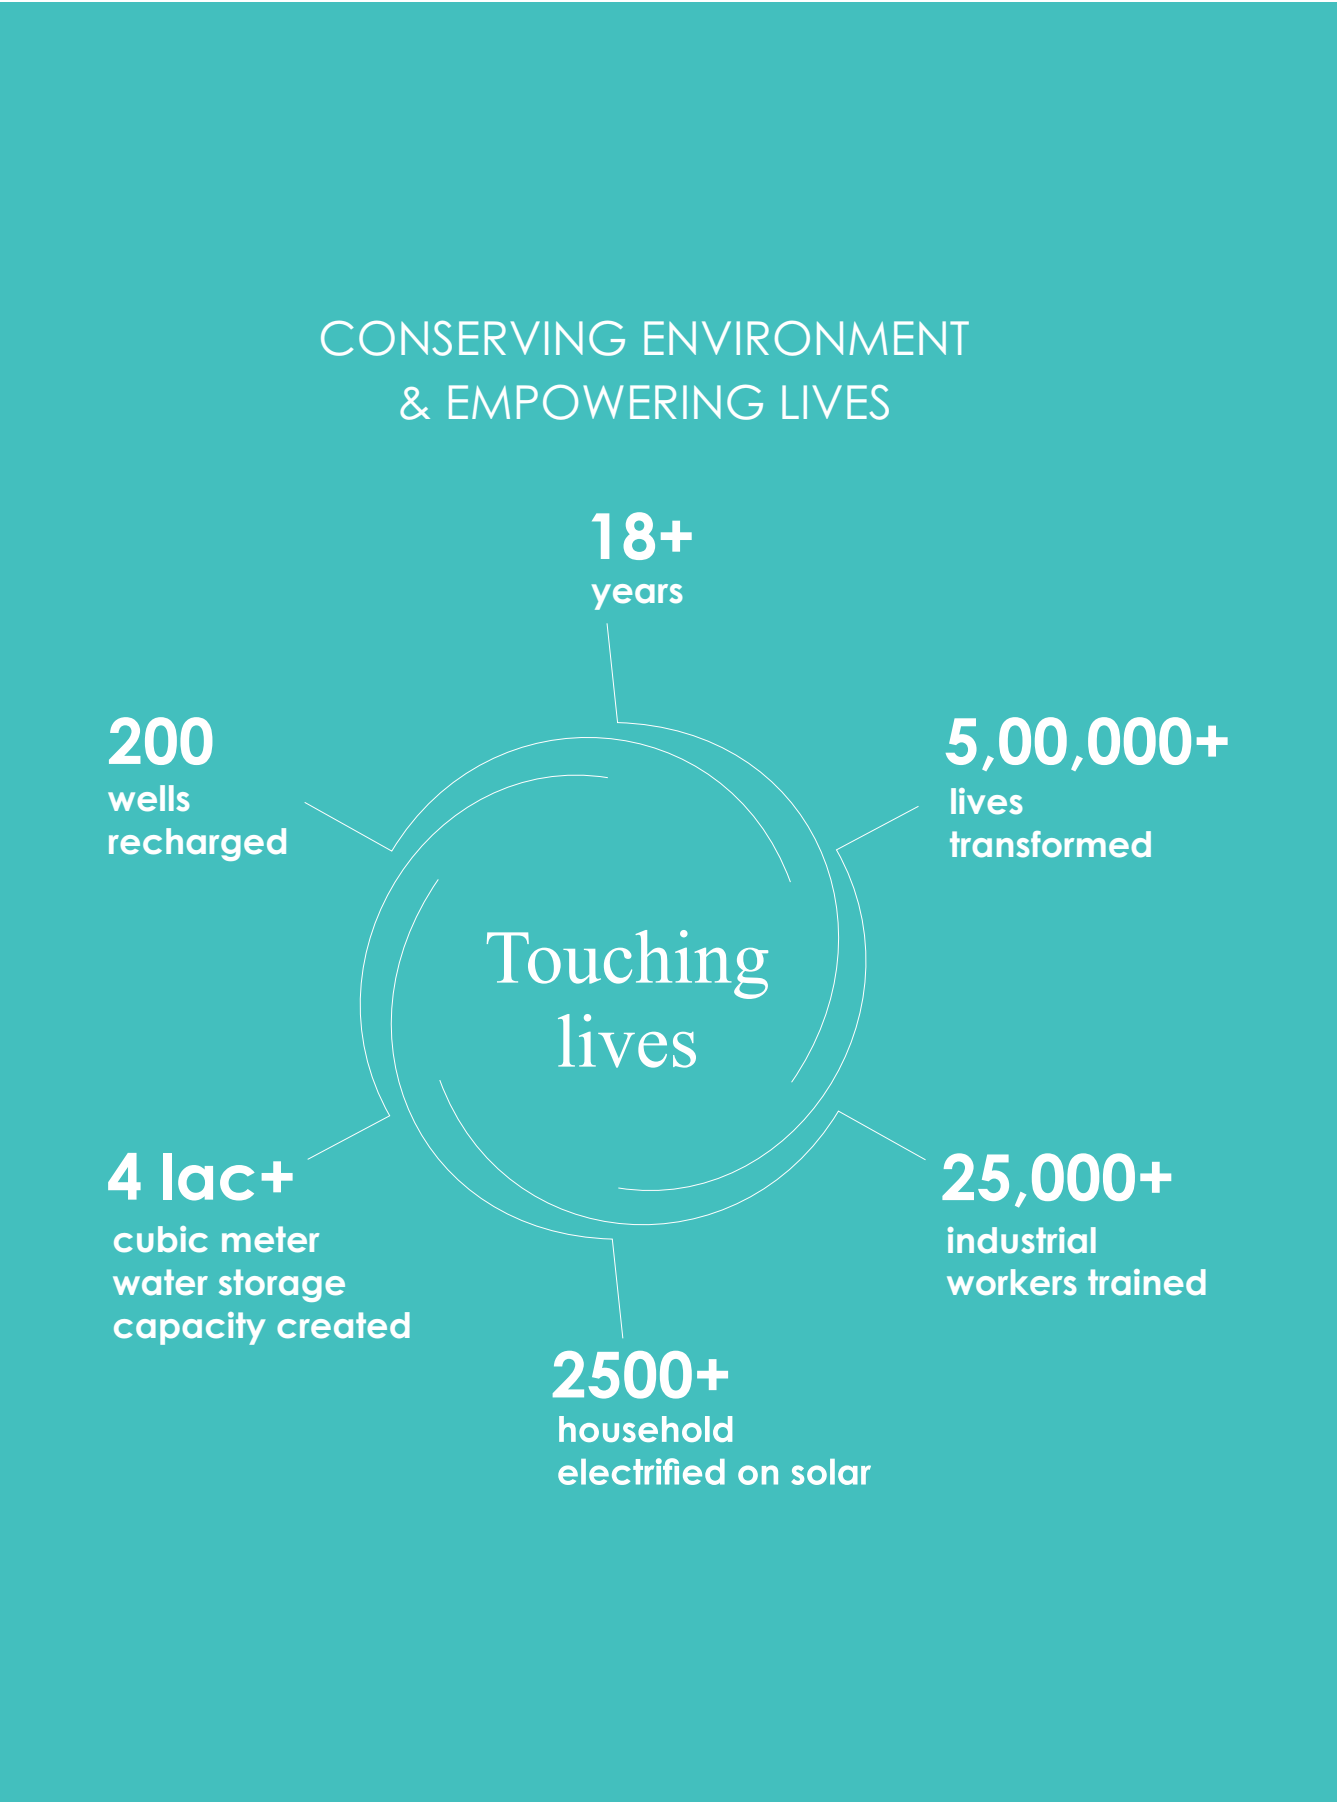 CONSERVING ENVIRONMENT
& EMPOWERING LIVES
18+
years
200
wells
recharged
5,00,000+
lives
transformed
Touching
lives
4 lac+
cubic meter
water storage
capacity created
25,000+
industrial
workers trained
2500+
household
electrified on solar